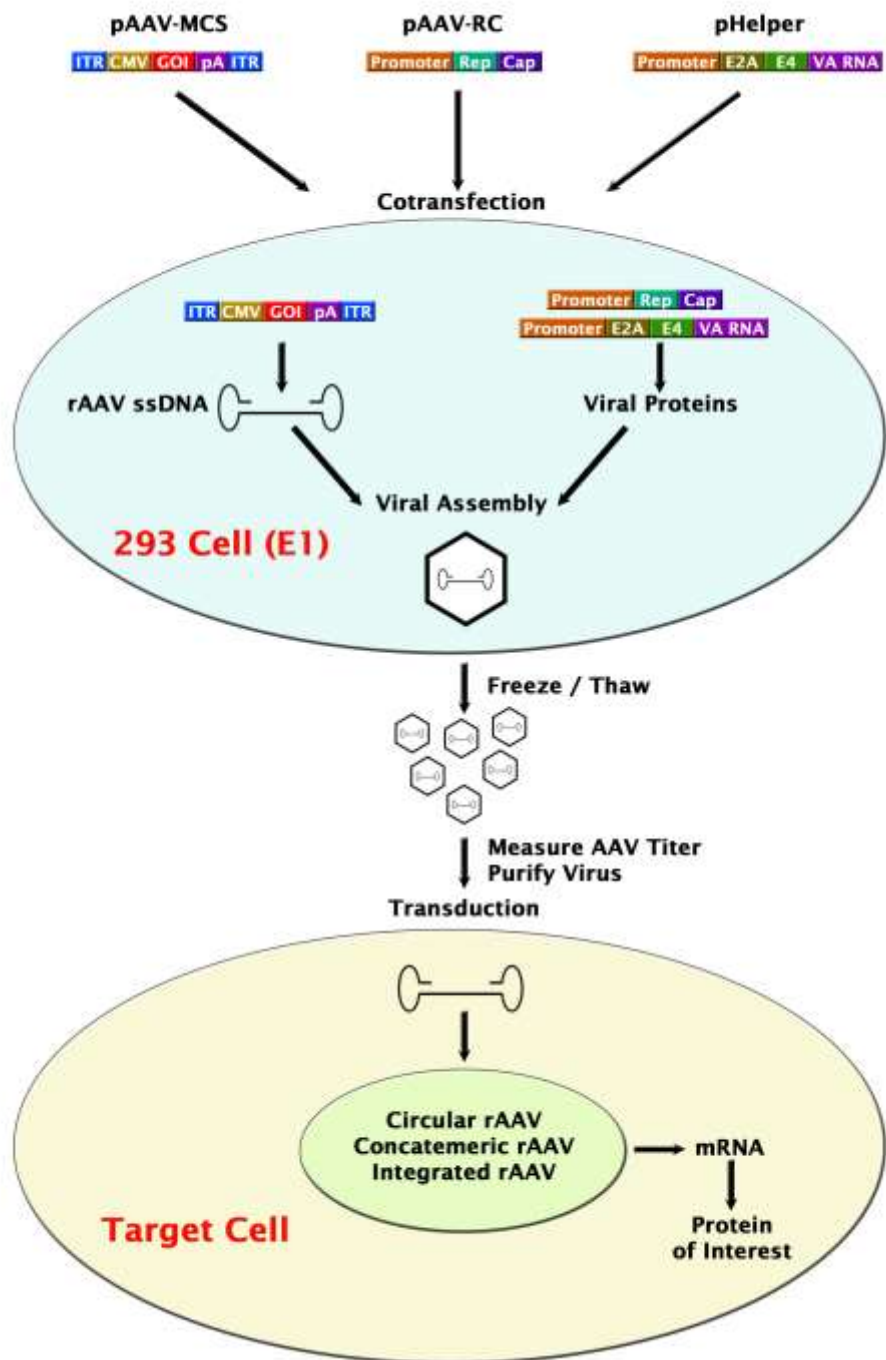 pAAV-MCS pAAV-RC pHelper
ITR CMV GOI pA ITR Promoter Rep Cap Promoter E2A E4 VA RNA
Cotransfection
ITR CMV GOI pA ITR
Promoter Rep Cap
Promoter E2A E4 VA RNA
rAAV ssDNA
Viral Proteins
Viral Assembly
293 Cell (E1)
Freeze / Thaw
Measure AAV Titer
Purify Virus
Transduction
Circular rAAV
Concatemeric rAAV
Integrated rAAV
mRNA
Protein
of Interest
Target Cell